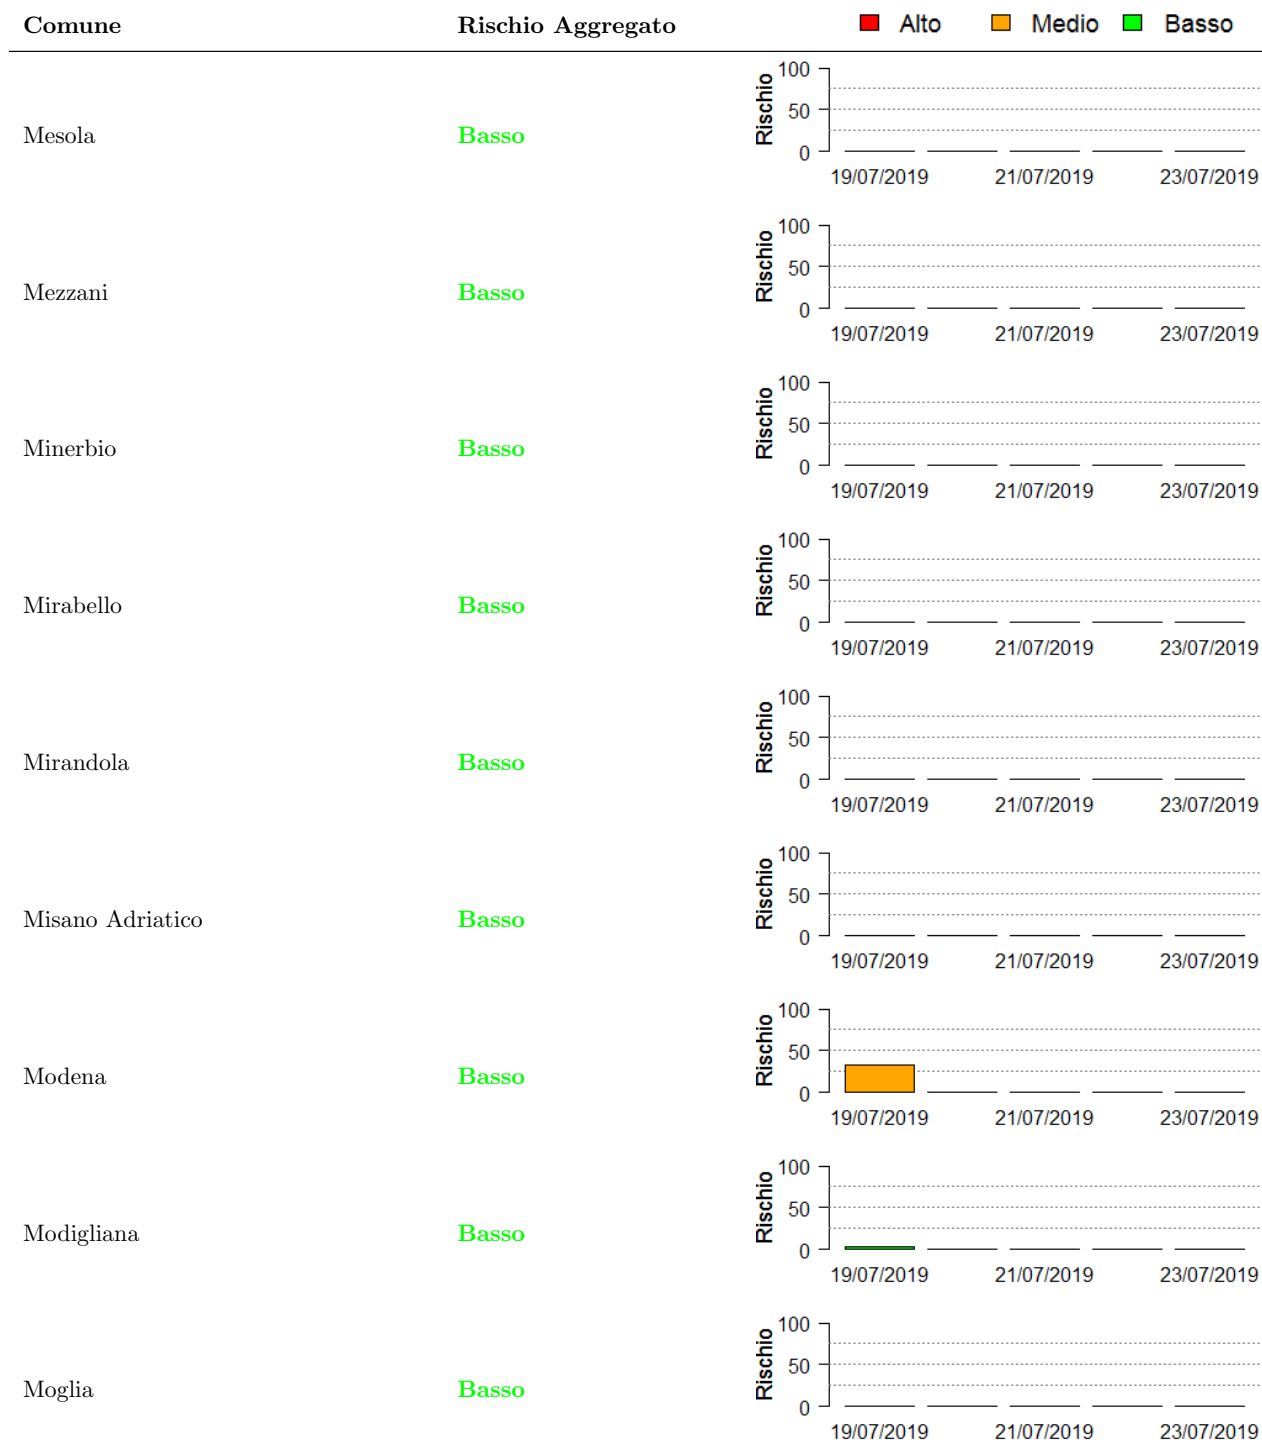 Comune Rischio Aggregato Alto Medio Basso
100
50
0
Rischio
Mesola Basso
19/07/2019 21/07/2019 23/07/2019
100
50
0
Rischio
Mezzani Basso
19/07/2019 21/07/2019 23/07/2019
100
50
0
Rischio
Minerbio Basso
19/07/2019 21/07/2019 23/07/2019
100
50
0
Rischio
Mirabello Basso
19/07/2019 21/07/2019 23/07/2019
100
50
0
Rischio
Mirandola Basso
19/07/2019 21/07/2019 23/07/2019
100
50
0
Rischio
Misano Adriatico Basso
19/07/2019 21/07/2019 23/07/2019
100
50
0
Rischio
Modena Basso
19/07/2019 21/07/2019 23/07/2019
100
50
0
Rischio
Modigliana Basso
19/07/2019 21/07/2019 23/07/2019
100
50
0
Rischio
Moglia Basso
19/07/2019 21/07/2019 23/07/2019